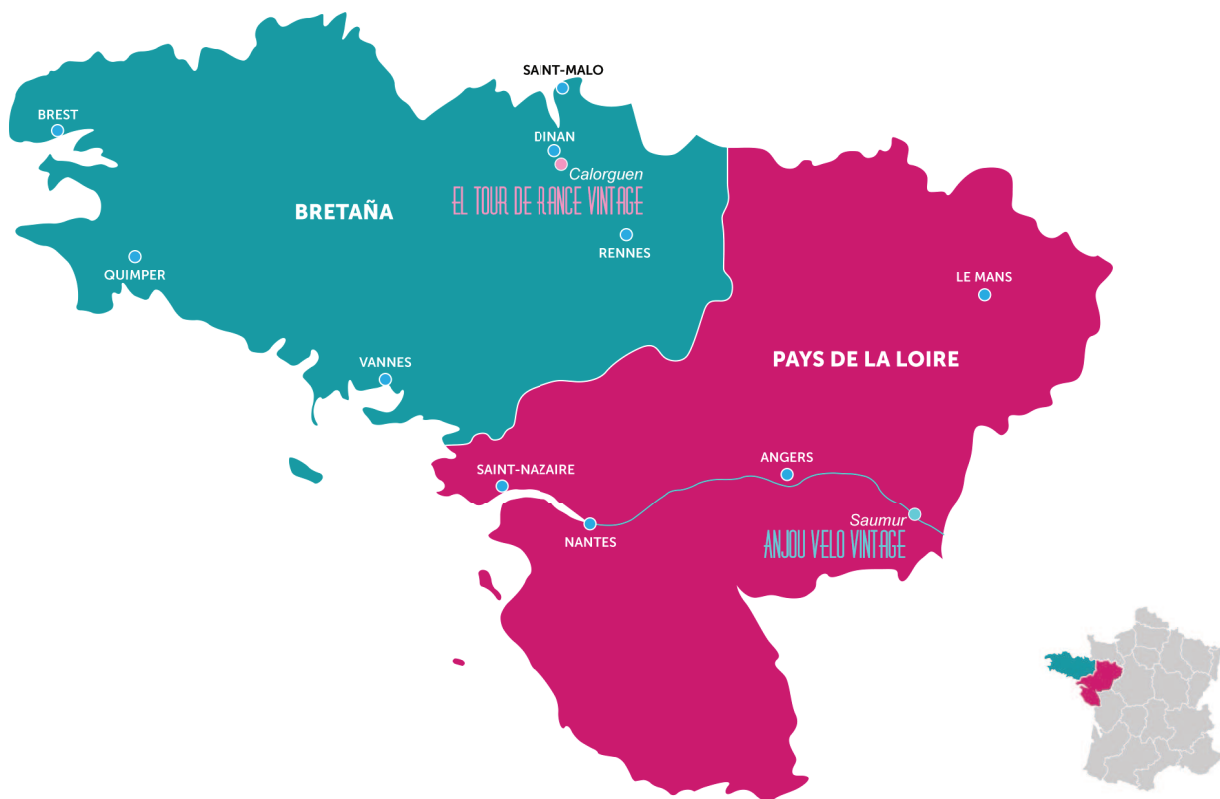 SAINT-MALO
BREST
DINAN
Calorguen
EL TOUR DE RANCE VINTAGE
BRETAÑA
RENNES
QUIMPER
LE MANS
VANNES
PAYS DE LA LOIRE
ANGERS
SAINT-NAZAIRE
Saumur
NANTES
ANJOU VELO VINTAGE